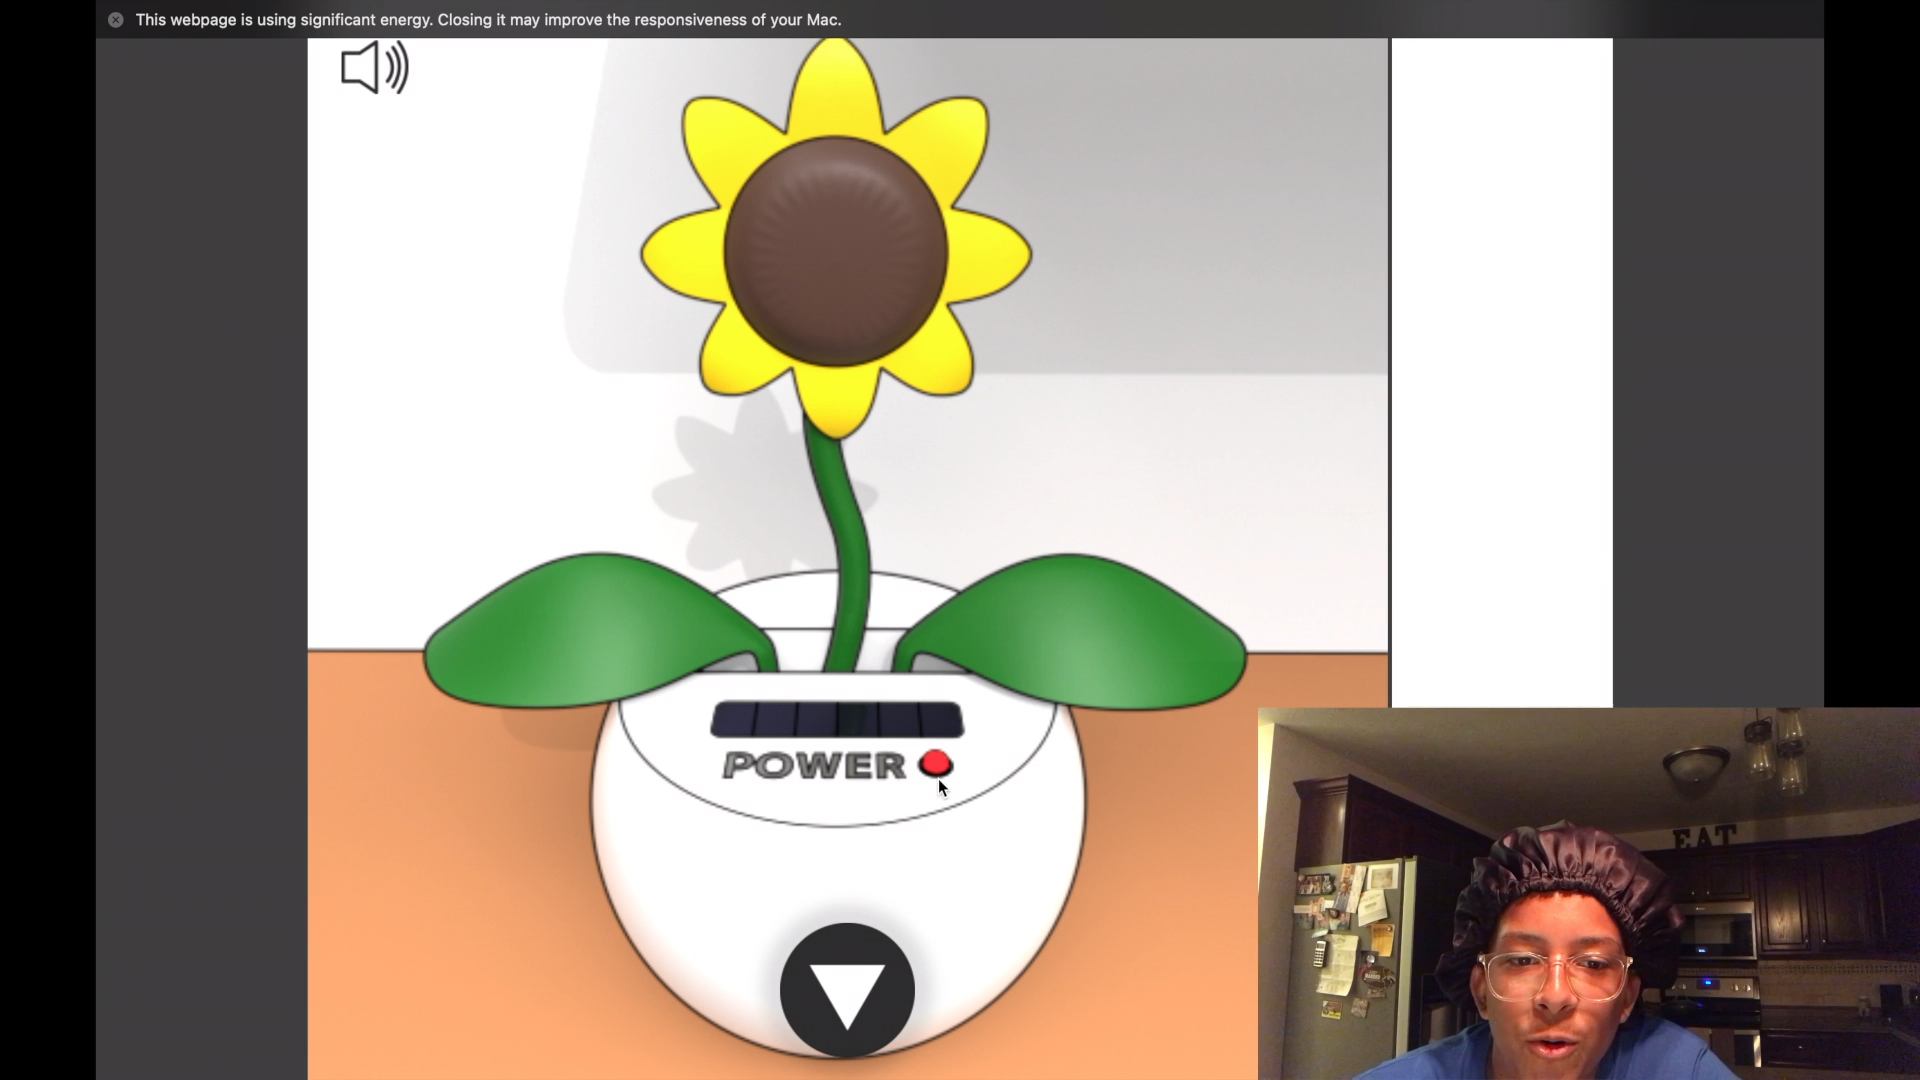 This webpage is using significant energy. Closing it may improve the responsiveness of your Mac.
POWER
EAT